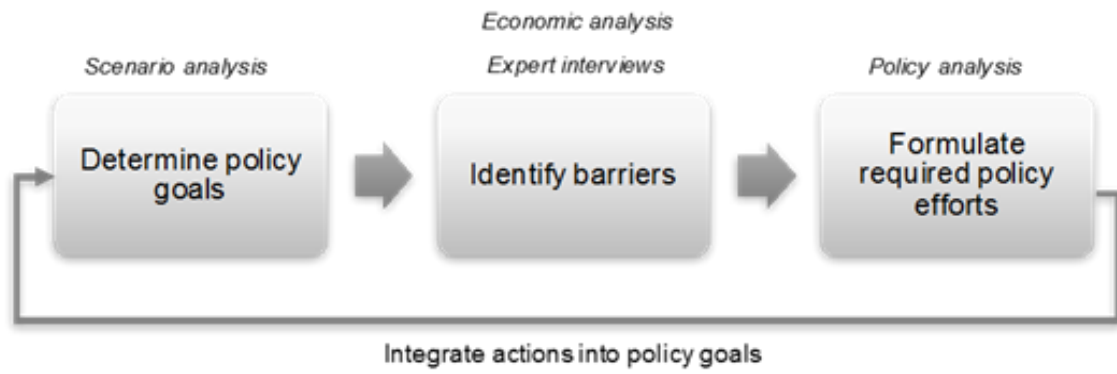 Economic analysis
Scenario analysis
Expert interviews
Policy analysis
Determine policy
goals
Identify barriers
Formulate
required policy
efforts
Integrate actions into policy goals